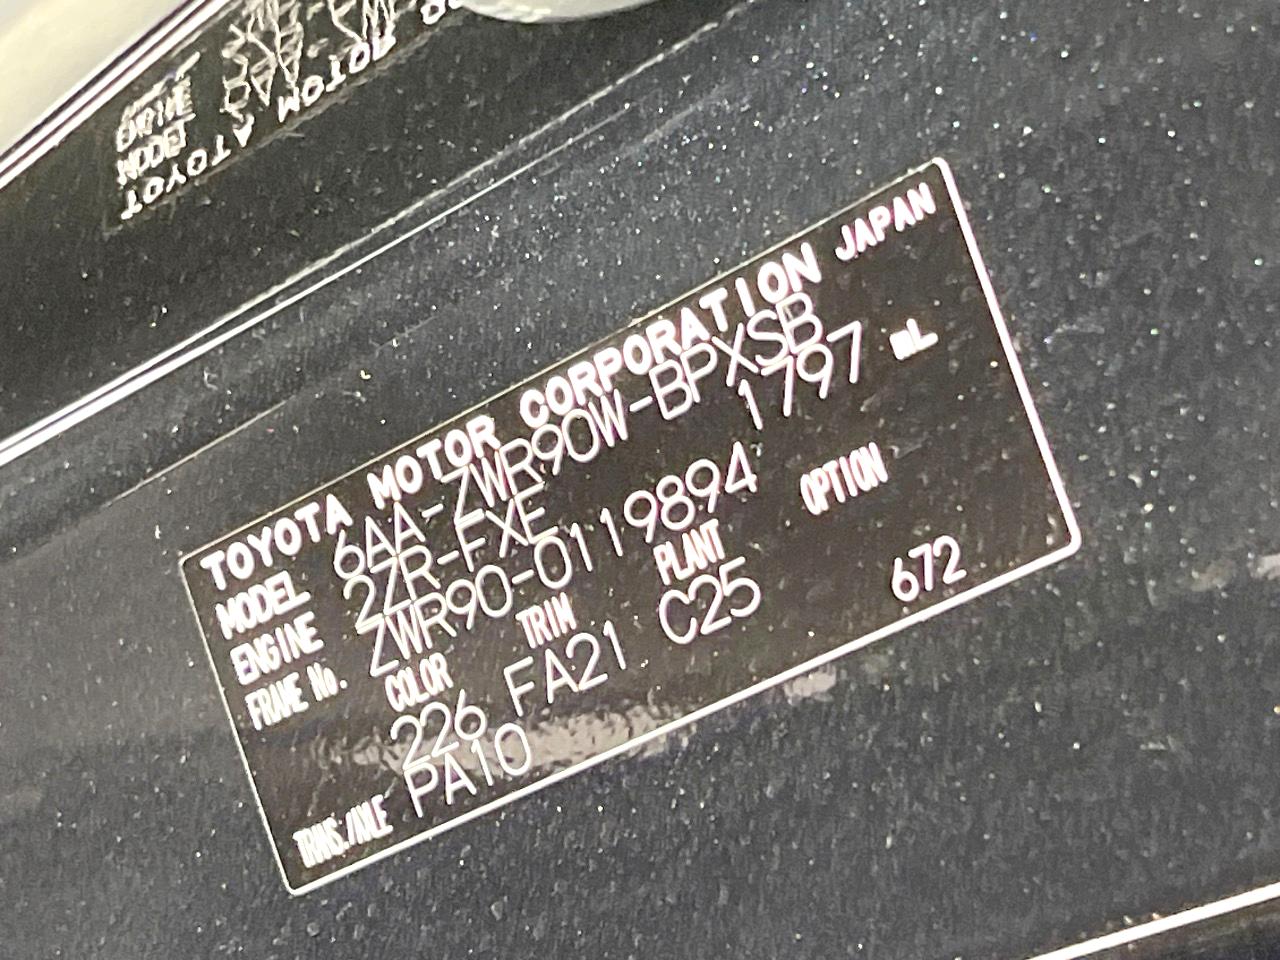 TOYOTA MOTOR CORPORATION JAPAN
MODEL 6AA-ZWR90W-BPXSB
ENGINE 2ZR-FXE 1797 mL
FRAME No. ZWR90-0119894
COLOR TRIM PLANT OPTION
226 FA21 C25 672
TRANS./AXLE PA10
ENGINE
MODEL
TOYOTA MOTOR